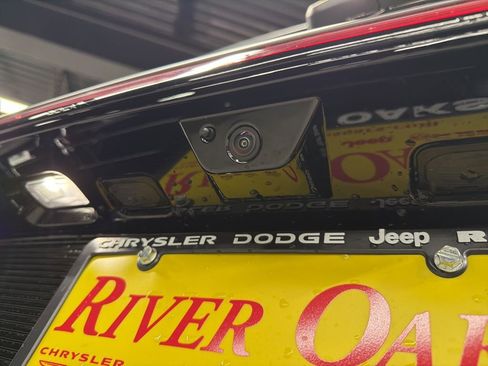 CHRYSLER DODGE Jeep R
RIVER OA
CHRYSLER